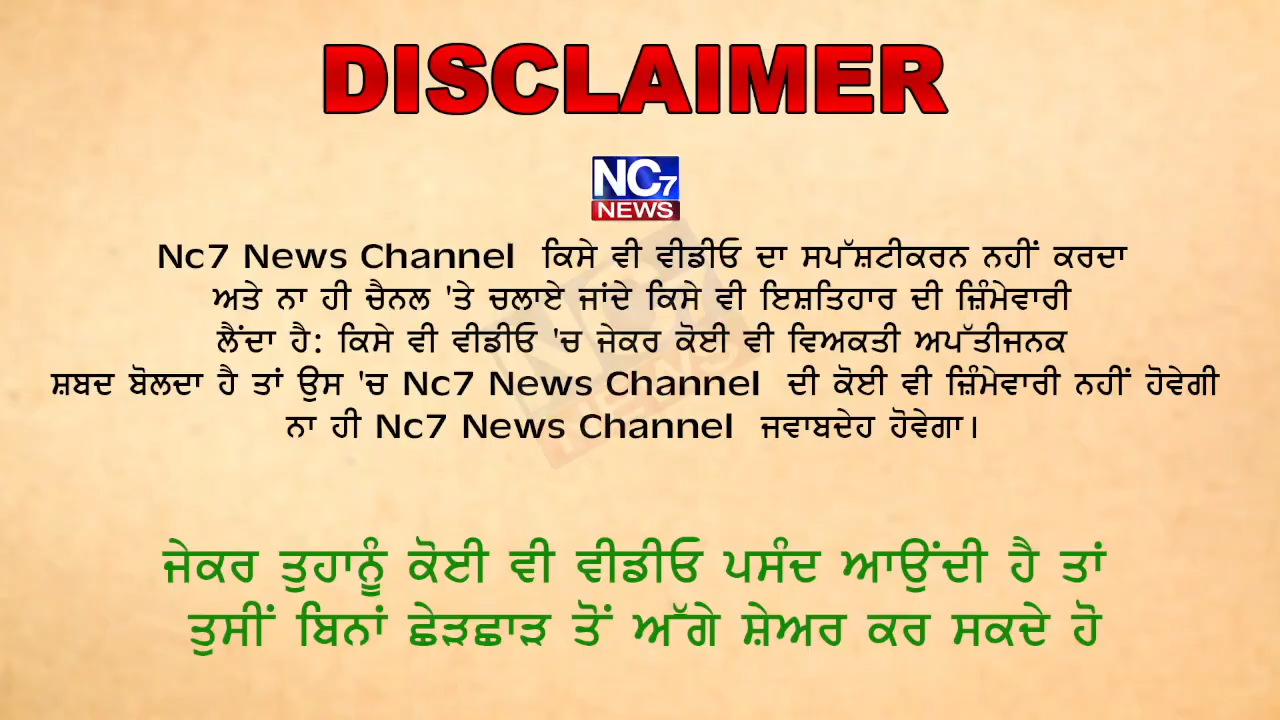 DISCLAIMER
NC7
NEWS
Nc7 News Channel ਕਿਸੇ ਵੀ ਵੀਡੀਓ ਦਾ ਸਪੱਸ਼ਟੀਕਰਨ ਨਹੀਂ ਕਰਦਾ
ਅਤੇ ਨਾ ਹੀ ਚੈਨਲ 'ਤੇ ਚਲਾਏ ਜਾਂਦੇ ਕਿਸੇ ਵੀ ਇਸ਼ਤਿਹਾਰ ਦੀ ਜ਼ਿੰਮੇਵਾਰੀ
ਲੈਂਦਾ ਹੈ: ਕਿਸੇ ਵੀ ਵੀਡੀਓ 'ਚ ਜੇਕਰ ਕੋਈ ਵੀ ਵਿਅਕਤੀ ਅਪੱਤੀਜਨਕ
ਸ਼ਬਦ ਬੋਲਦਾ ਹੈ ਤਾਂ ਉਸ 'ਚ Nc7 News Channel ਦੀ ਕੋਈ ਵੀ ਜ਼ਿੰਮੇਵਾਰੀ ਨਹੀਂ ਹੋਵੇਗੀ
ਨਾ ਹੀ Nc7 News Channel ਜਵਾਬਦੇਹ ਹੋਵੇਗਾ।
ਜੇਕਰ ਤੁਹਾਨੂੰ ਕੋਈ ਵੀ ਵੀਡੀਓ ਪਸੰਦ ਆਉਂਦੀ ਹੈ ਤਾਂ
ਤੁਸੀਂ ਬਿਨਾਂ ਛੇੜਛਾੜ ਤੋਂ ਅੱਗੇ ਸ਼ੇਅਰ ਕਰ ਸਕਦੇ ਹੋ